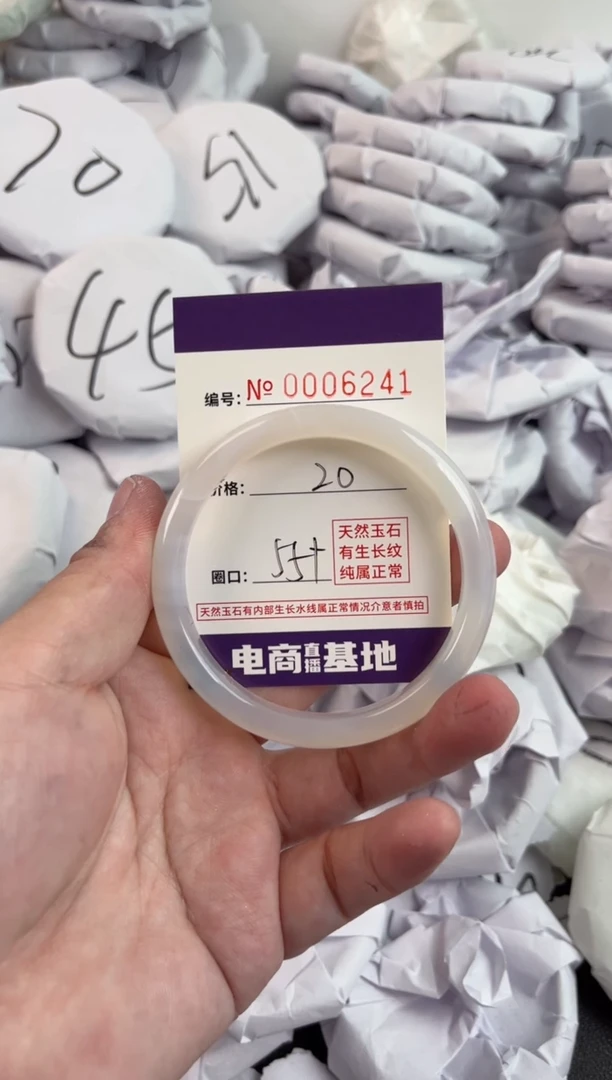 20
51
45
编号: № 0006241
价格: 20
圈口: 55+
天然玉石
有生长纹
纯属正常
天然玉石有内部生长水线属正常情况介意者慎拍
电商直播基地